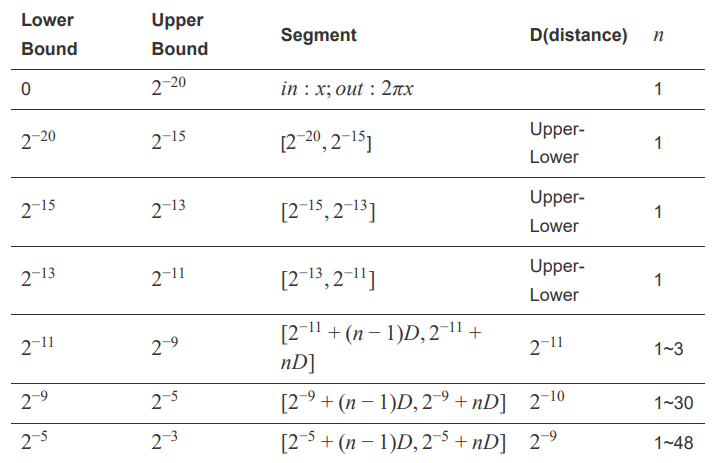 Lower Bound Upper Bound Segment D(distance) n
0 2⁻²⁰ in : x; out : 2πx 1
2⁻²⁰ 2⁻¹⁵ [2⁻²⁰, 2⁻¹⁵] Upper-Lower 1
2⁻¹⁵ 2⁻¹³ [2⁻¹⁵, 2⁻¹³] Upper-Lower 1
2⁻¹³ 2⁻¹¹ [2⁻¹³, 2⁻¹¹] Upper-Lower 1
2⁻¹¹ 2⁻⁹ [2⁻¹¹ + (n − 1)D, 2⁻¹¹ + nD] 2⁻¹¹ 1~3
2⁻⁹ 2⁻⁵ [2⁻⁹ + (n − 1)D, 2⁻⁹ + nD] 2⁻¹⁰ 1~30
2⁻⁵ 2⁻³ [2⁻⁵ + (n − 1)D, 2⁻⁵ + nD] 2⁻⁹ 1~48